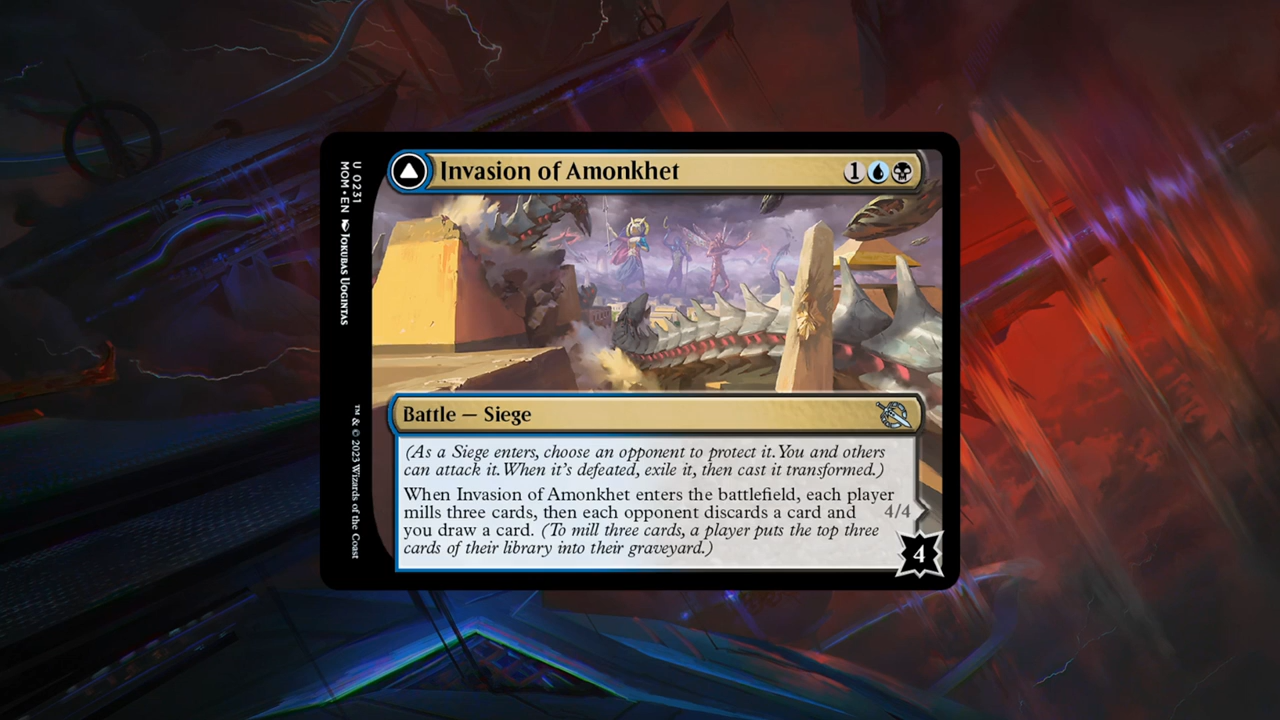 Invasion of Amonkhet 1
Battle — Siege
(As a Siege enters, choose an opponent to protect it. You and others
can attack it. When it's defeated, exile it, then cast it transformed.)
When Invasion of Amonkhet enters the battlefield, each player
mills three cards, then each opponent discards a card and
you draw a card. (To mill three cards, a player puts the top three
cards of their library into their graveyard.)
4/4
4
U 0231
MOM • EN Jokubas Uogintas
™ & © 2023 Wizards of the Coast